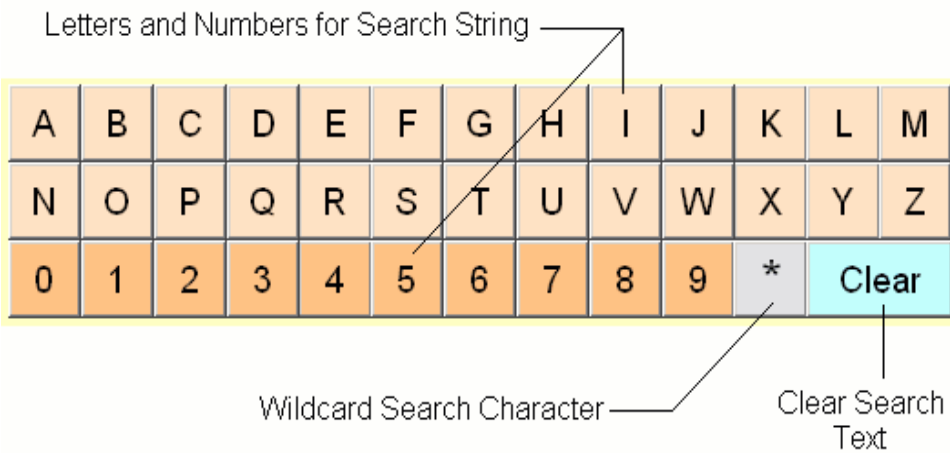 Letters and Numbers for Search String
A B C D E F G H I J K L M
N O P Q R S T U V W X Y Z
0 1 2 3 4 5 6 7 8 9 * Clear
Wildcard Search Character
Clear Search
Text